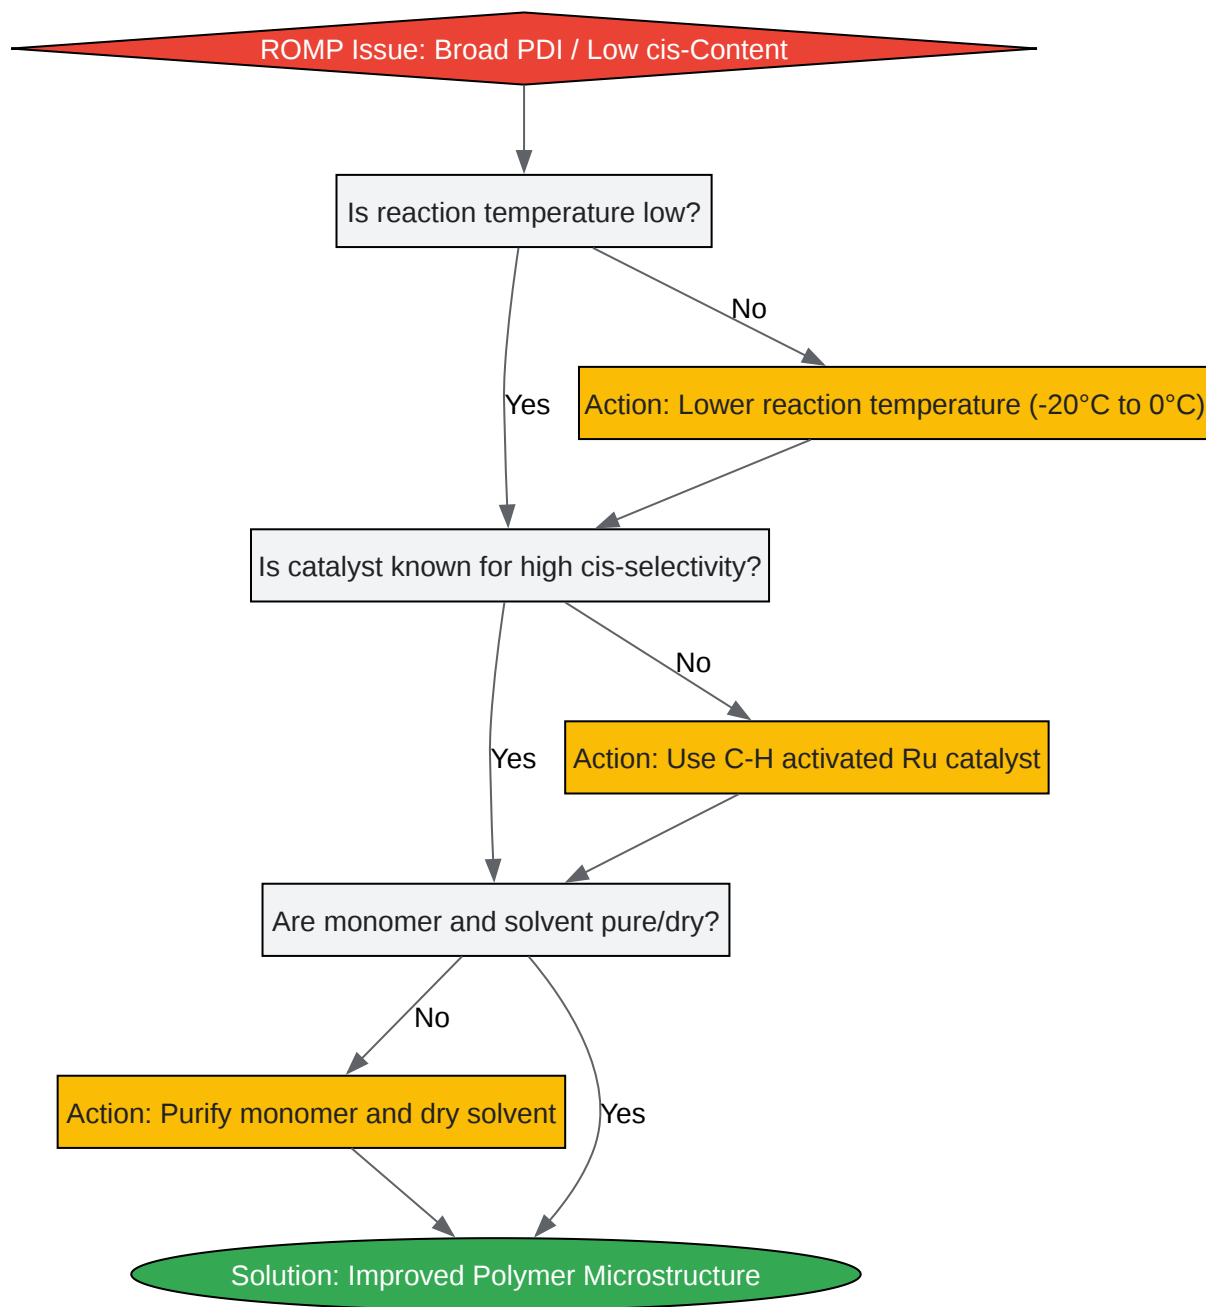 ROMP Issue: Broad PDI / Low cis-Content
Is reaction temperature low?
No
Yes
Action: Lower reaction temperature (-20°C to 0°C)
Is catalyst known for high cis-selectivity?
No
Yes
Action: Use C-H activated Ru catalyst
Are monomer and solvent pure/dry?
No
Yes
Action: Purify monomer and dry solvent
Solution: Improved Polymer Microstructure